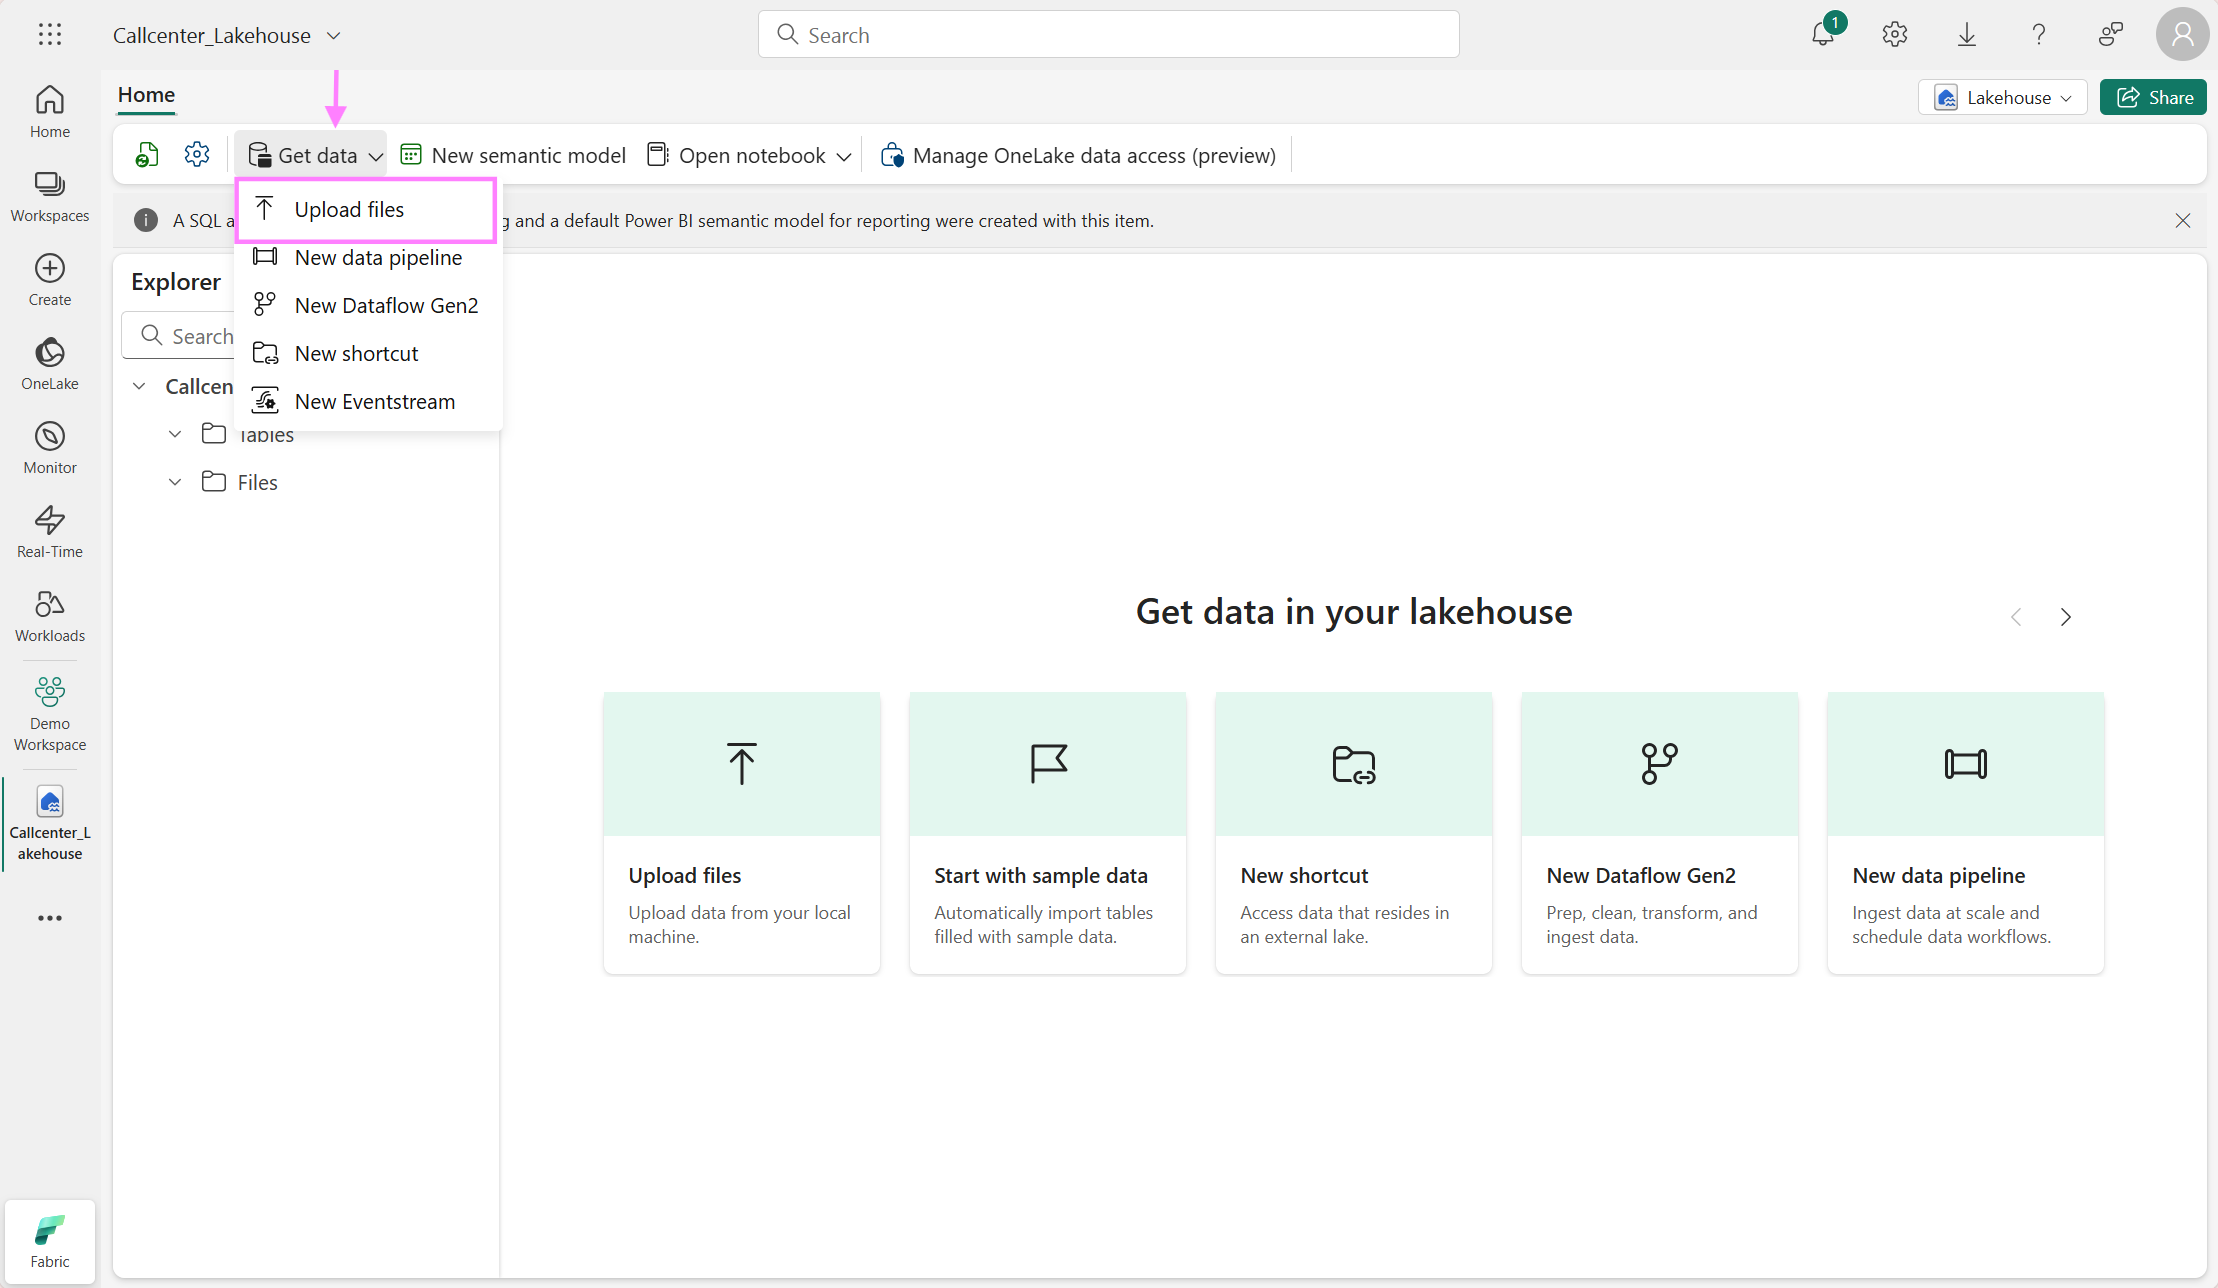 Callcenter_Lakehouse
Search
1
Home
Lakehouse
Share
Get data
New semantic model
Open notebook
Manage OneLake data access (preview)
Upload files
New data pipeline
New Dataflow Gen2
New shortcut
New Eventstream
A SQL a
g and a default Power BI semantic model for reporting were created with this item.
Explorer
Search
Callcen
Tables
Files
Home
Workspaces
Create
OneLake
Monitor
Real-Time
Workloads
Demo
Workspace
Callcenter_L
akehouse
Fabric
Get data in your lakehouse
Upload files
Upload data from your local
machine.
Start with sample data
Automatically import tables
filled with sample data.
New shortcut
Access data that resides in
an external lake.
New Dataflow Gen2
Prep, clean, transform, and
ingest data.
New data pipeline
Ingest data at scale and
schedule data workflows.